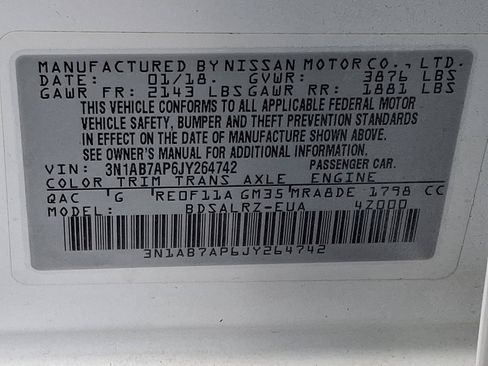 MANUFACTURED BY NISSAN MOTOR CO., LTD.
DATE: 01/18. GVWR: 3876 LBS
GAWR FR: 2143 LBS GAWR RR: 1881 LBS
THIS VEHICLE CONFORMS TO ALL APPLICABLE FEDERAL MOTOR
VEHICLE SAFETY, BUMPER AND THEFT PREVENTION STANDARDS
IN EFFECT ON THE DATE OF MANUFACTURE SHOWN ABOVE.
SEE OWNER'S MANUAL FOR ADDITIONAL INFORMATION.
VIN: 3N1AB7AP6JY264742 PASSENGER CAR.
COLOR TRIM TRANS AXLE ENGINE
QAC G RE0F11A GM35 MRA8DE 1798 CC
MODEL: BDSALRZ-EUA 4Z000
3N1AB7AP6JY264742